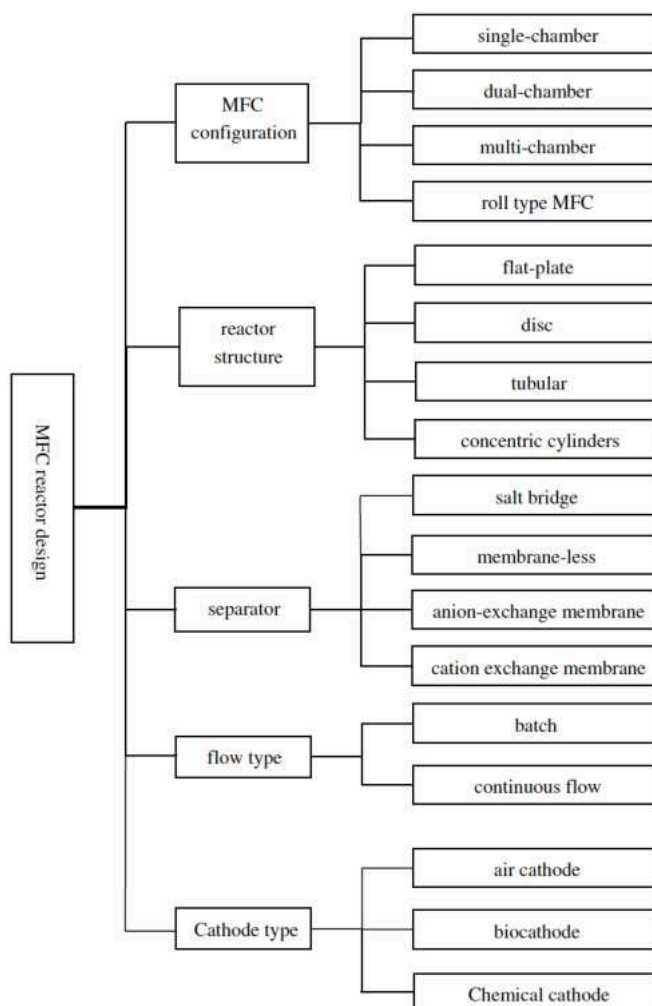 MFC reactor design
MFC
configuration
single-chamber
dual-chamber
multi-chamber
roll type MFC
reactor
structure
flat-plate
disc
tubular
concentric cylinders
separator
salt bridge
membrane-less
anion-exchange membrane
cation exchange membrane
flow type
batch
continuous flow
Cathode type
air cathode
biocathode
Chemical cathode